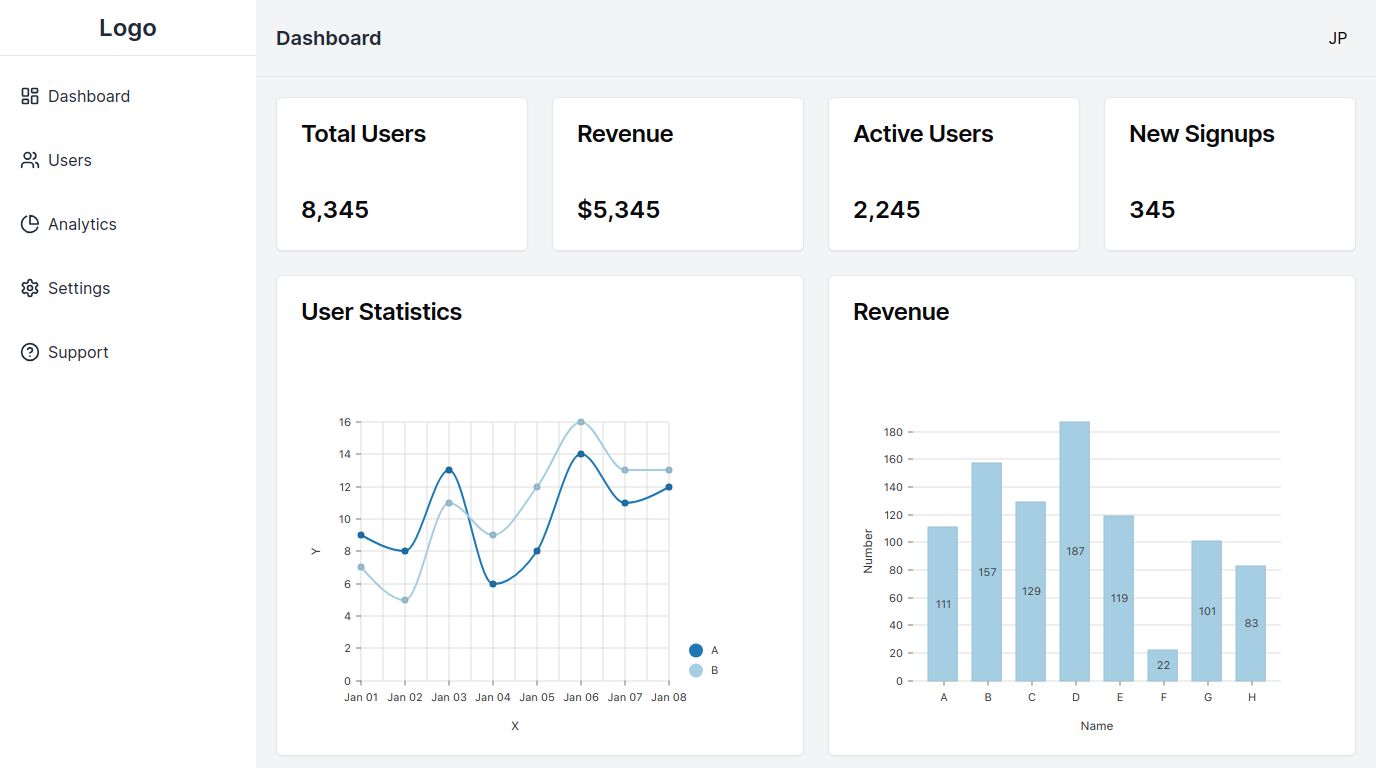 Logo
Dashboard
JP
Dashboard
Users
Analytics
Settings
Support
Total Users
8,345
Revenue
$5,345
Active Users
2,245
New Signups
345
User Statistics
16
14
12
10
8
6
4
2
0
Y
Jan 01 Jan 02 Jan 03 Jan 04 Jan 05 Jan 06 Jan 07 Jan 08
X
A
B
Revenue
180
160
140
120
100
80
60
40
20
0
Number
111 157 129 187 119 22 101 83
A B C D E F G H
Name